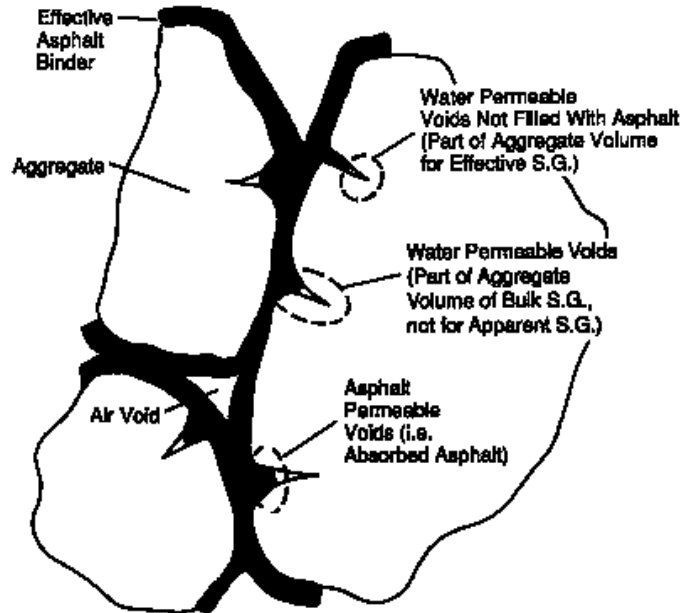 Effective
Asphalt
Binder
Water Permeable
Voids Not Filled With Asphalt
(Part of Aggregate Volume
for Effective S.G.)
Aggregate
Water Permeable Voids
(Part of Aggregate
Volume of Bulk S.G.,
not for Apparent S.G.)
Asphalt
Permeable
Voids (i.e.
Absorbed Asphalt)
Air Void